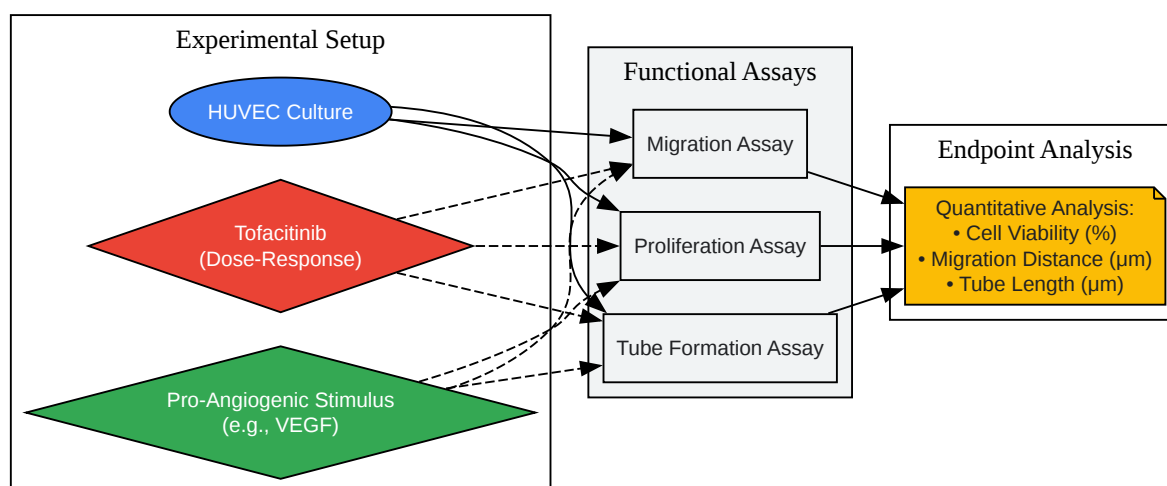 Experimental Setup
HUVEC Culture
Tofacitinib
(Dose-Response)
Pro-Angiogenic Stimulus
(e.g., VEGF)
Functional Assays
Migration Assay
Proliferation Assay
Tube Formation Assay
Endpoint Analysis
Quantitative Analysis:
• Cell Viability (%)
• Migration Distance (μm)
• Tube Length (μm)